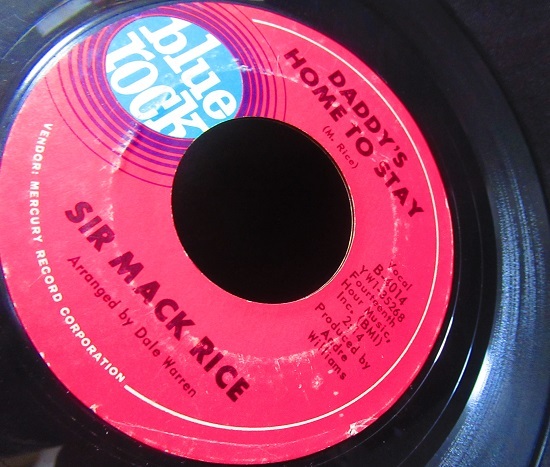 blue
rock
DADDY'S
HOME TO STAY
(M. Rice)
Vocal
B-4014
YW1-35268
Fourteenth
Hour Music,
Inc. (BMI)
2:14
Produced by
Andre
Williams
SIR MACK RICE
Arranged by Dale Warren
VENDOR: MERCURY RECORD CORPORATION